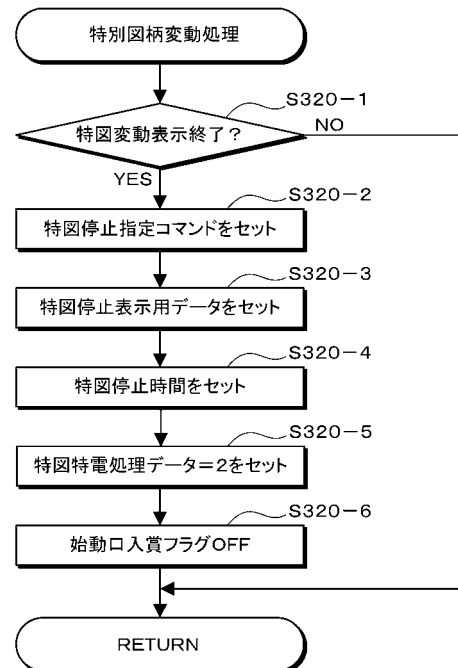 特別図柄変動処理
S320-1
特図変動表示終了？
NO
YES
S320-2
特図停止指定コマンドをセット
S320-3
特図停止表示用データをセット
S320-4
特図停止時間をセット
S320-5
特図特電処理データ=2をセット
S320-6
始動口入賞フラグOFF
RETURN